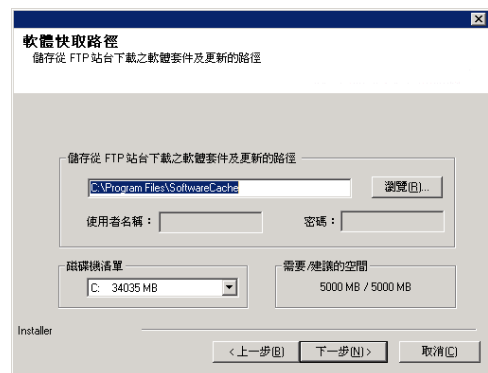 軟體快取路徑
儲存從 FTP 站台下載之軟體套件及更新的路徑
儲存從 FTP 站台下載之軟體套件及更新的路徑
C:\Program Files\SoftwareCache
瀏覽(R)...
使用者名稱：
密碼：
磁碟機清單
需要/建議的空間
C: 34035 MB
5000 MB / 5000 MB
Installer
<上一步(B)
下一步(N)>
取消(C)